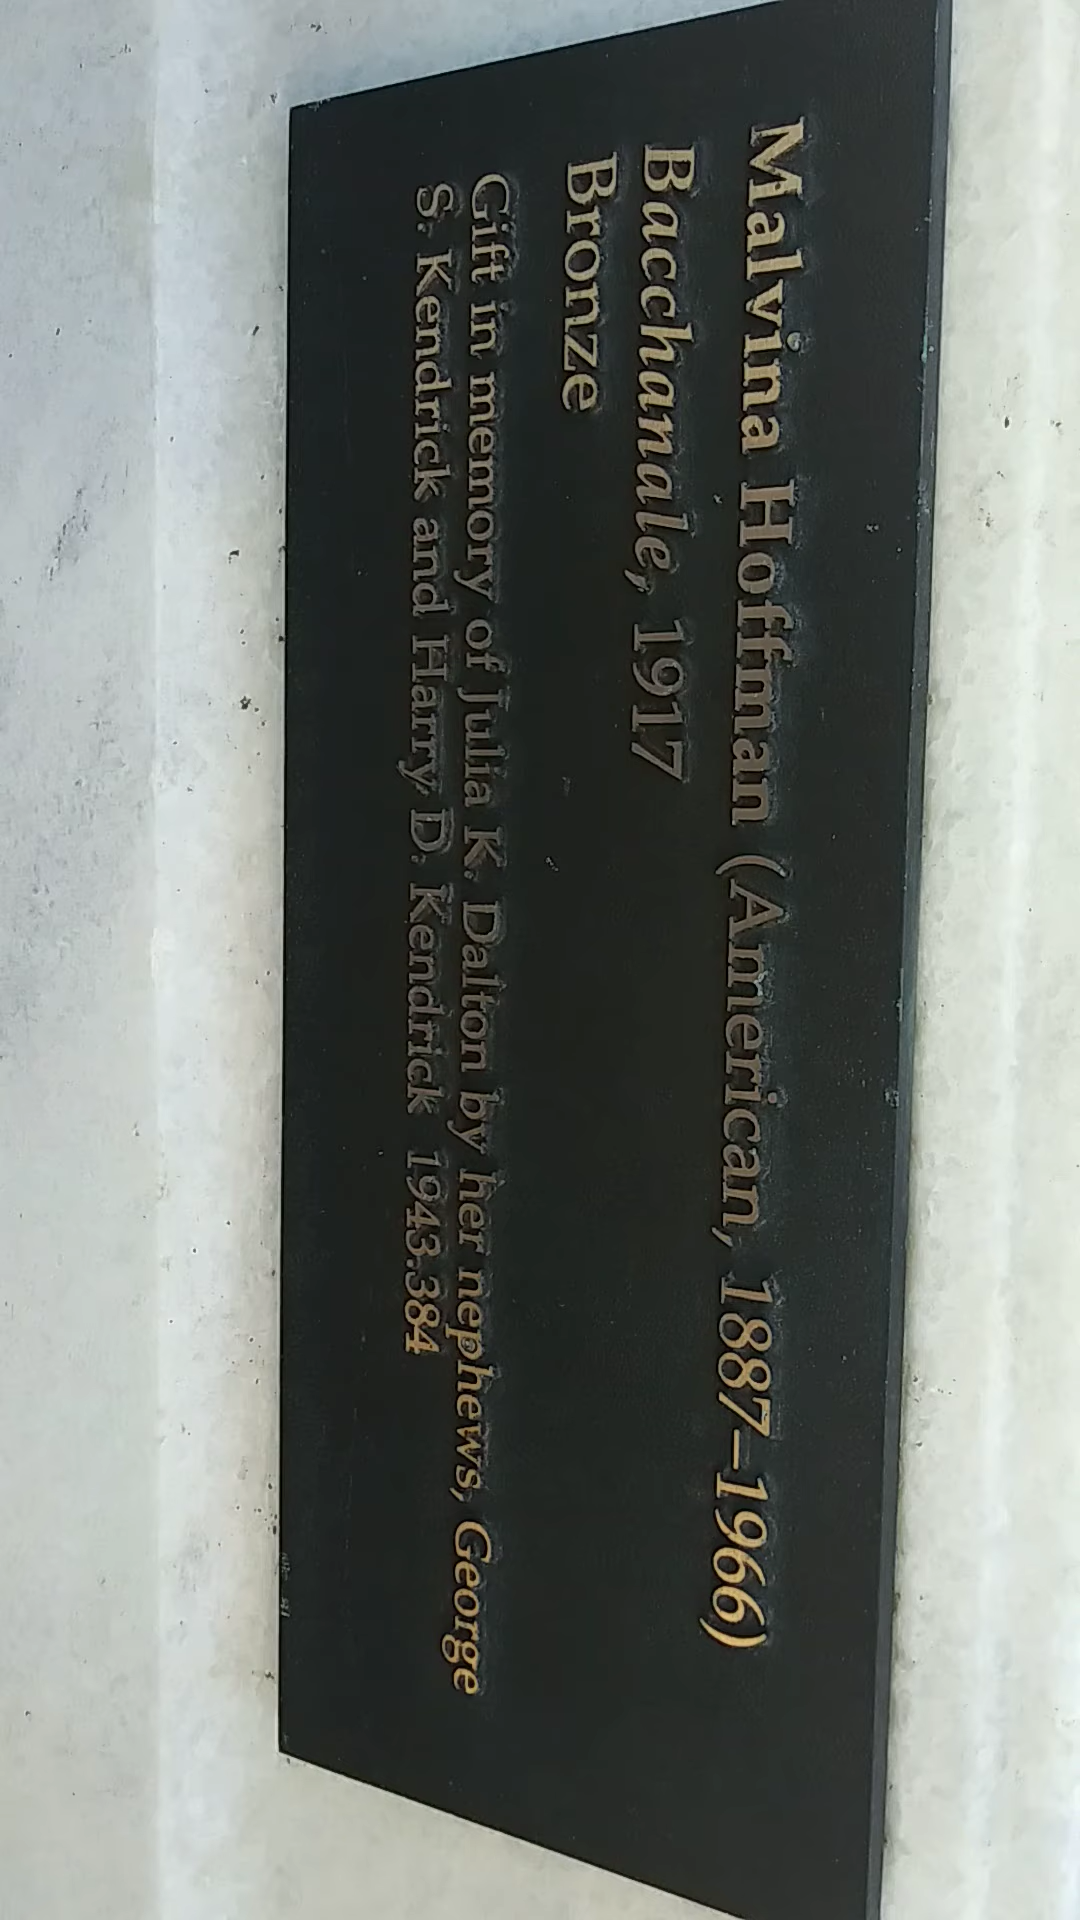 Malvina Hoffman (American, 1887–1966)
Bacchanale, 1917
Bronze
Gift in memory of Julia K. Dalton by her nephews, George
S. Kendrick and Harry D. Kendrick 1943.384